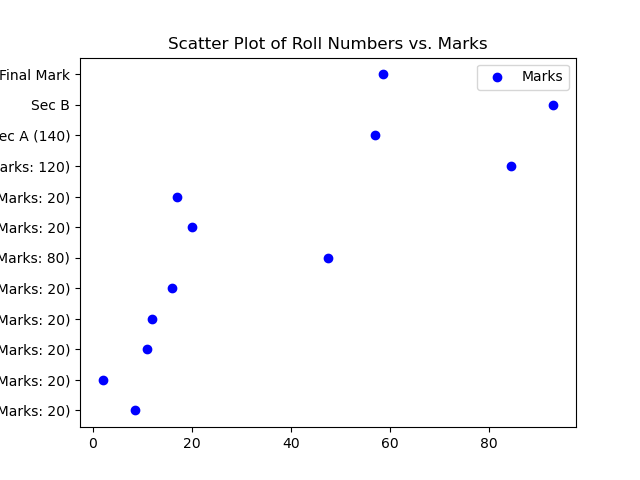 Scatter Plot of Roll Numbers vs. Marks
Marks
Final Mark
Sec B
ec A (140)
arks: 120)
Marks: 20)
Marks: 20)
Marks: 80)
Marks: 20)
Marks: 20)
Marks: 20)
Marks: 20)
Marks: 20)
0 20 40 60 80